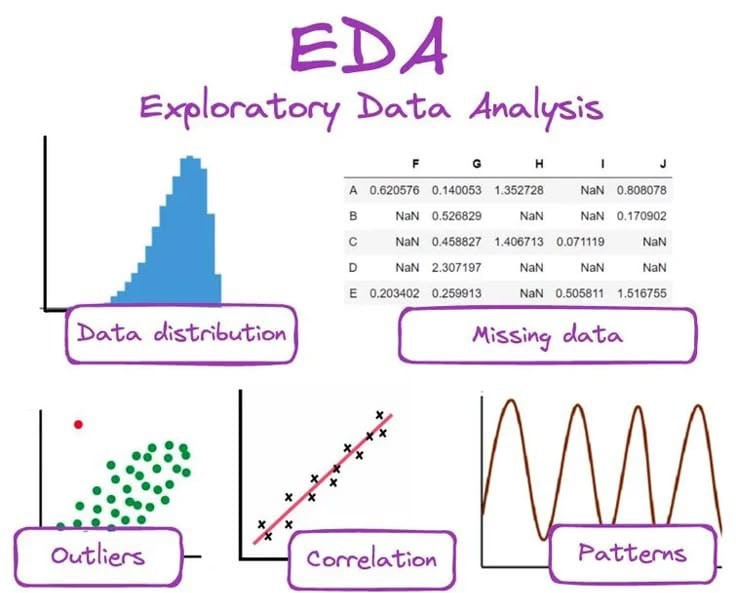 EDA
Exploratory Data Analysis
F G H I J
A 0.620576 0.140053 1.352728 NaN 0.808078
B NaN 0.526829 NaN NaN 0.170902
C NaN 0.458827 1.406713 0.071119 NaN
D NaN 2.307197 NaN NaN NaN
E 0.203402 0.259913 NaN 0.505811 1.516755
Data distribution
Missing data
Outliers
Correlation
Patterns